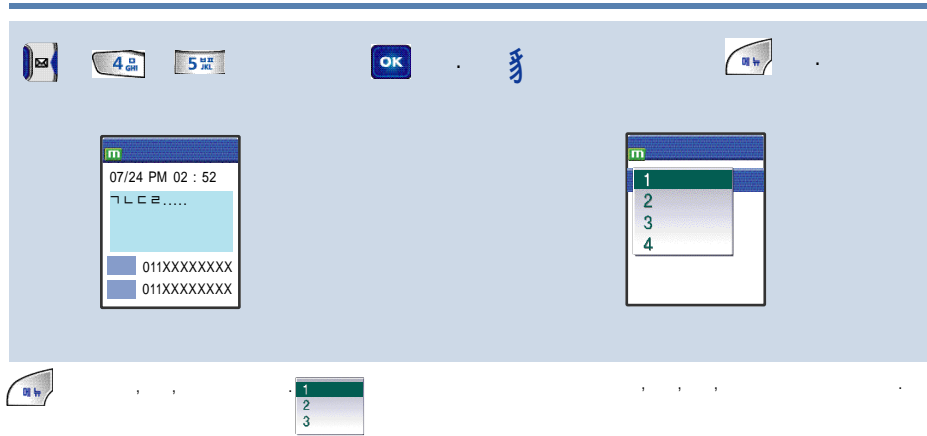 4 ㅁ GHI 5 ㅂㅍ JKL OK . 메뉴 .
m
07/24 PM 02 : 52
ㄱㄴㄷㄹ.....
011XXXXXXXX
011XXXXXXXX
m
1
2
3
4
메뉴 , , . , , , .
1
2
3